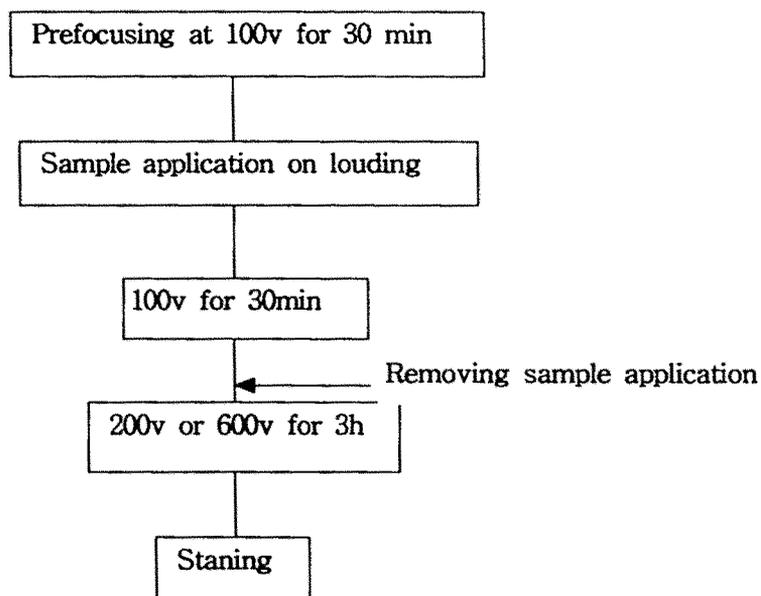 Prefocusing at 100v for 30 min
Sample application on louding
100v for 30min
Removing sample application
200v or 600v for 3h
Staning